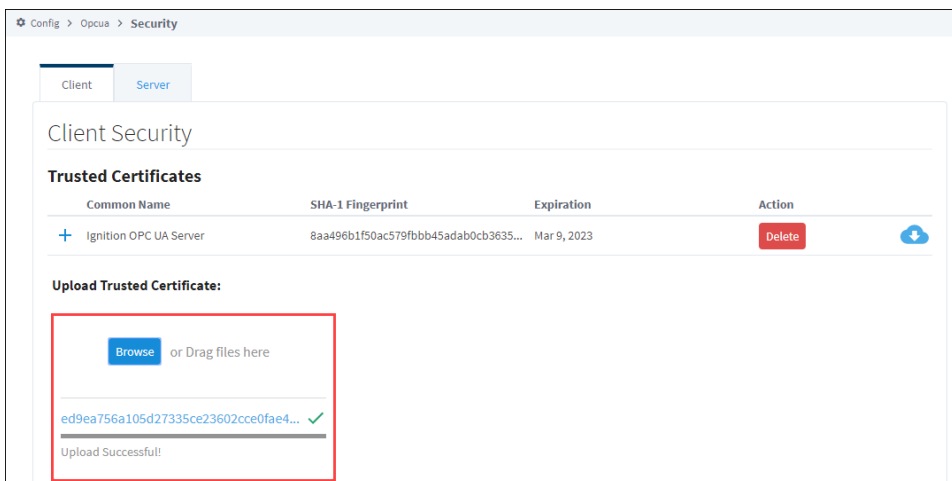 Config > Opcua > Security
Client Server
Client Security
Trusted Certificates
Common Name SHA-1 Fingerprint Expiration Action
+ Ignition OPC UA Server 8aa496b1f50ac579fbbb45adab0cb3635... Mar 9, 2023 Delete
Upload Trusted Certificate:
Browse or Drag files here
ed9ea756a105d27335ce23602cce0fae4...
Upload Successful!